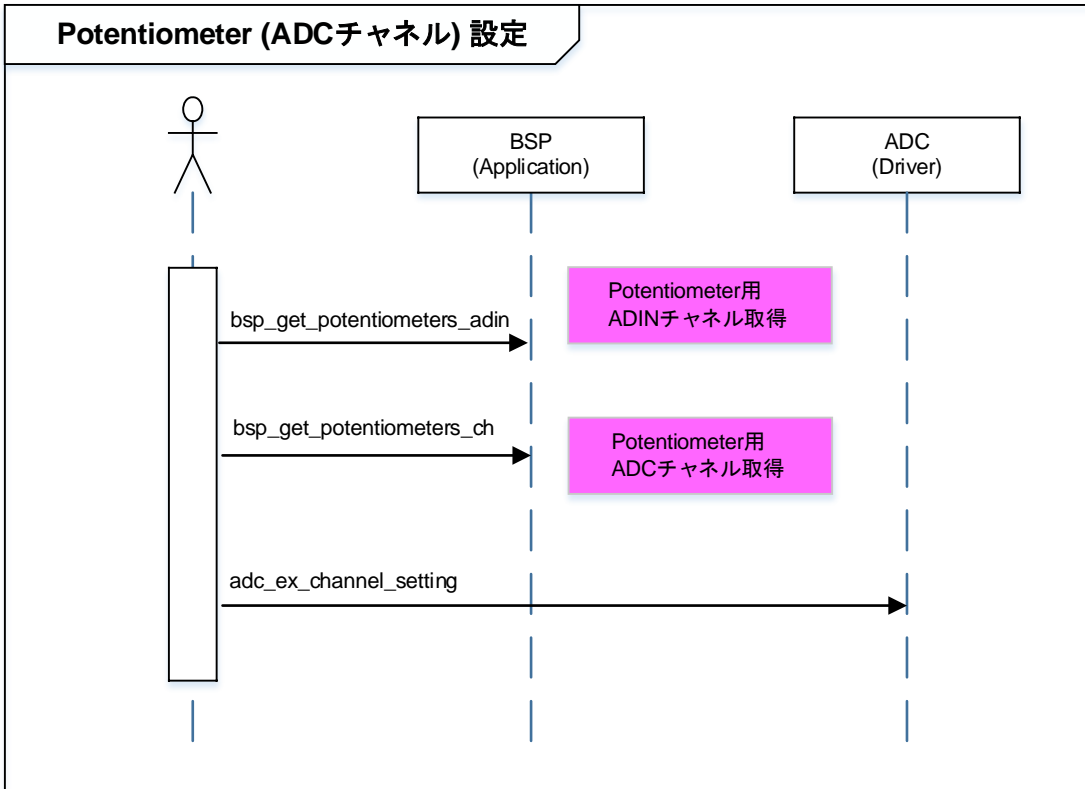 Potentiometer (ADCチャネル) 設定
BSP
(Application)
ADC
(Driver)
Potentiometer用
ADINチャネル取得
bsp_get_potentiometers_adin
bsp_get_potentiometers_ch
Potentiometer用
ADCチャネル取得
adc_ex_channel_setting